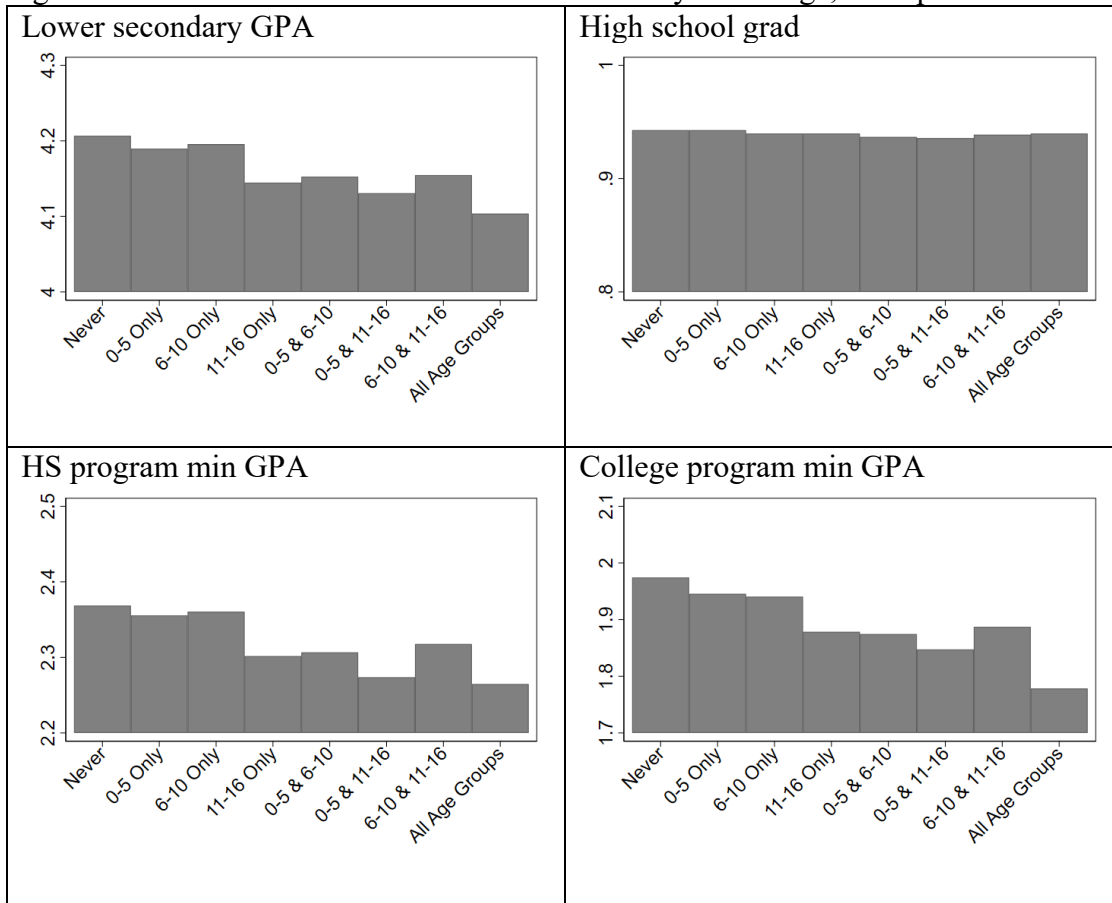 Lower secondary GPA
4.3
4.2
4.1
4
Never
0-5 Only
6-10 Only
11-16 Only
0-5 & 6-10
0-5 & 11-16
6-10 & 11-16
All Age Groups
High school grad
1
.9
.8
Never
0-5 Only
6-10 Only
11-16 Only
0-5 & 6-10
0-5 & 11-16
6-10 & 11-16
All Age Groups
HS program min GPA
2.5
2.4
2.3
2.2
Never
0-5 Only
6-10 Only
11-16 Only
0-5 & 6-10
0-5 & 11-16
6-10 & 11-16
All Age Groups
College program min GPA
2.1
2
1.9
1.8
1.7
Never
0-5 Only
6-10 Only
11-16 Only
0-5 & 6-10
0-5 & 11-16
6-10 & 11-16
All Age Groups